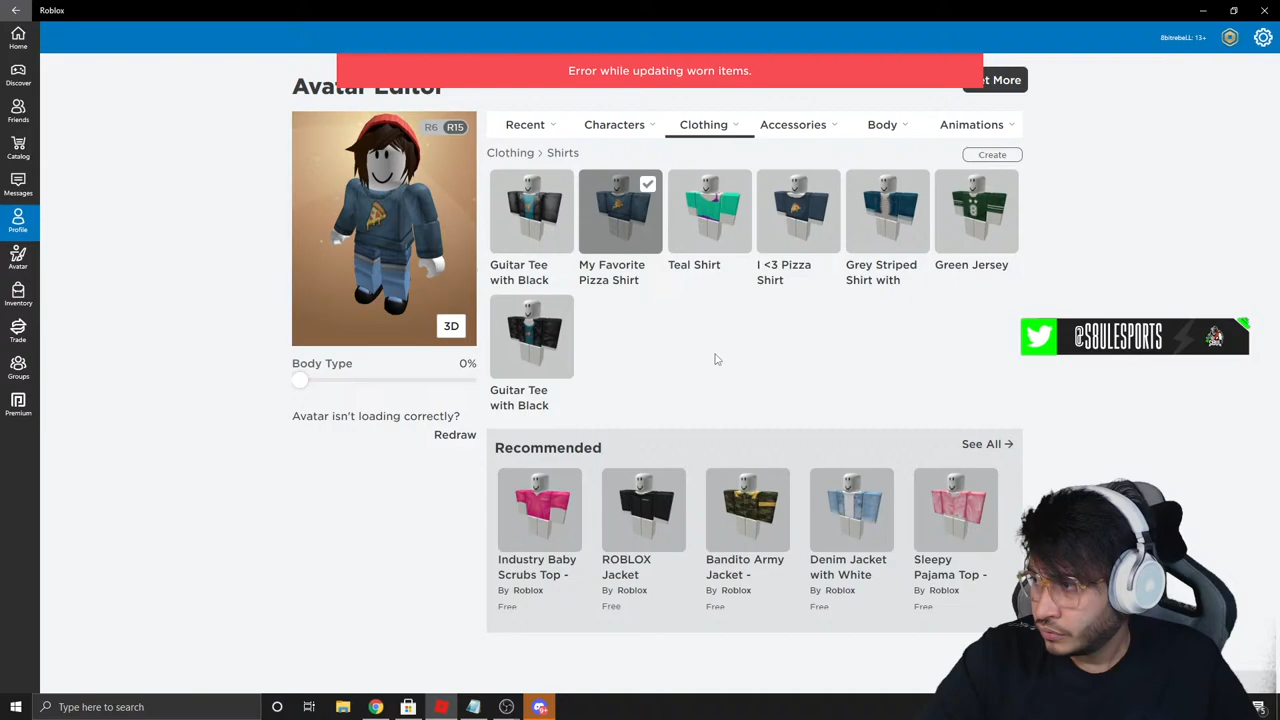 Roblox
8bitrebeLL: 13+
Error while updating worn items.
Avatar Editor
et More
Home
Discover
Friends
Catalog
Messages
Profile
Avatar
Inventory
Trade
Groups
Premium
R6 R15
3D
Body Type 0%
Avatar isn't loading correctly?
Redraw
Recent Characters Clothing Accessories Body Animations
Clothing > Shirts
Create
Guitar Tee
with Black
My Favorite
Pizza Shirt
Teal Shirt
I <3 Pizza
Shirt
Grey Striped
Shirt with
Green Jersey
Guitar Tee
with Black
@S8ULESPORTS
Recommended
See All →
Industry Baby
Scrubs Top -
By Roblox
Free
ROBLOX
Jacket
By Roblox
Free
Bandito Army
Jacket -
By Roblox
Free
Denim Jacket
with White
By Roblox
Free
Sleepy
Pajama Top -
By Roblox
Free
Type here to search